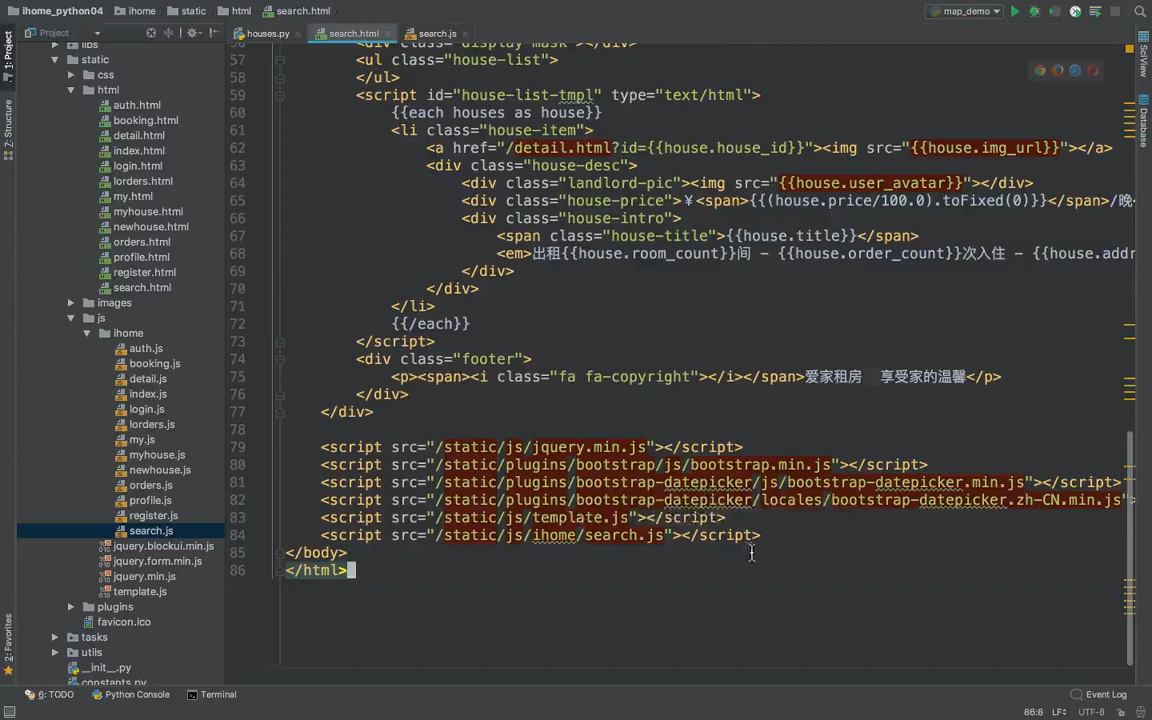 ihome_python04 ihome static html search.html map_demo
Project houses.py search.html search.js
libs
static
css
html
auth.html
booking.html
detail.html
index.html
login.html
lorders.html
my.html
myhouse.html
newhouse.html
orders.html
profile.html
register.html
search.html
images
js
ihome
auth.js
booking.js
detail.js
index.js
login.js
lorders.js
my.js
myhouse.js
newhouse.js
orders.js
profile.js
register.js
search.js
jquery.blockui.min.js
jquery.form.min.js
jquery.min.js
template.js
plugins
favicon.ico
tasks
utils
__init__.py
constants.py
1: Project
7: Structure
2: Favorites
56 <div class="display-mask"></div>
57 <ul class="house-list">
58 </ul>
59 <script id="house-list-tmpl" type="text/html">
60 {{each houses as house}}
61 <li class="house-item">
62 <a href="/detail.html?id={{house.house_id}}"><img src="{{house.img_url}}"></a>
63 <div class="house-desc">
64 <div class="landlord-pic"><img src="{{house.user_avatar}}"></div>
65 <div class="house-price">￥<span>{{(house.price/100.0).toFixed(0)}}</span>/晚
66 <div class="house-intro">
67 <span class="house-title">{{house.title}}</span>
68 <em>出租{{house.room_count}}间 - {{house.order_count}}次入住 - {{house.addr
69 </div>
70 </div>
71 </li>
72 {{/each}}
73 </script>
74 <div class="footer">
75 <p><span><i class="fa fa-copyright"></i></span>爱家租房  享受家的温馨</p>
76 </div>
77 </div>
78
79 <script src="/static/js/jquery.min.js"></script>
80 <script src="/static/plugins/bootstrap/js/bootstrap.min.js"></script>
81 <script src="/static/plugins/bootstrap-datepicker/js/bootstrap-datepicker.min.js"></script>
82 <script src="/static/plugins/bootstrap-datepicker/locales/bootstrap-datepicker.zh-CN.min.js"
83 <script src="/static/js/template.js"></script>
84 <script src="/static/js/ihome/search.js"></script>
85 </body>
86 </html>
SciView
Database
6: TODO Python Console Terminal Event Log
86:8 LF UTF-8